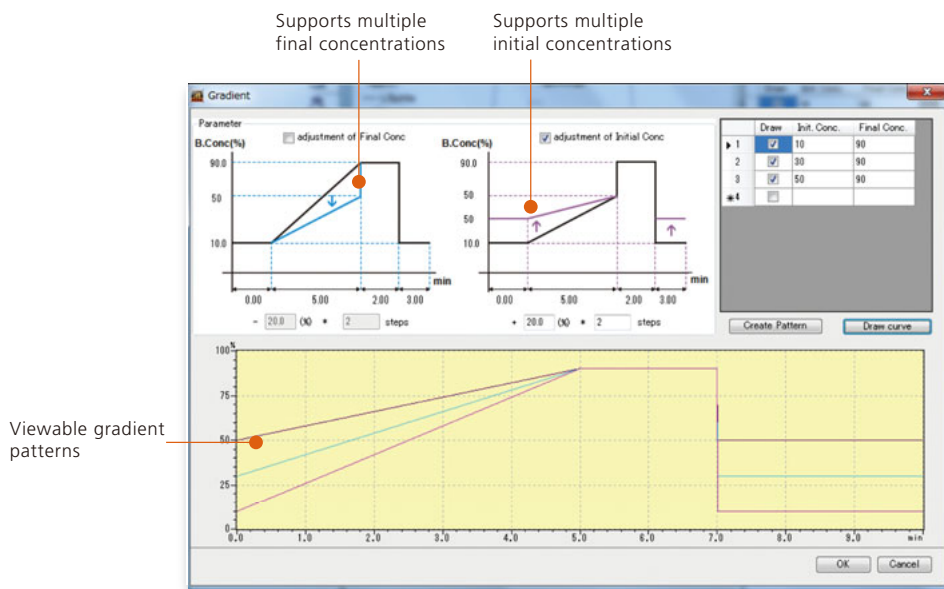 Supports multiple
final concentrations
Supports multiple
initial concentrations
Gradient
Parameter
B.Conc(%)
adjustment of Final Conc
90.0
50
10.0
min
0.00 5.00 2.00 3.00
- 20.0 (%) * 2 steps
B.Conc(%)
adjustment of Initial Conc
90.0
50
50
10.0
min
0.00 5.00 2.00 3.00
+ 20.0 (%) * 2 steps
Draw Init. Conc. Final Conc.
1 10 90
2 30 90
3 50 90
*4
Create Pattern Draw curve
Viewable gradient
patterns
%
100
75
50
25
0
0.0 1.0 2.0 3.0 4.0 5.0 6.0 7.0 8.0 9.0 min
OK Cancel